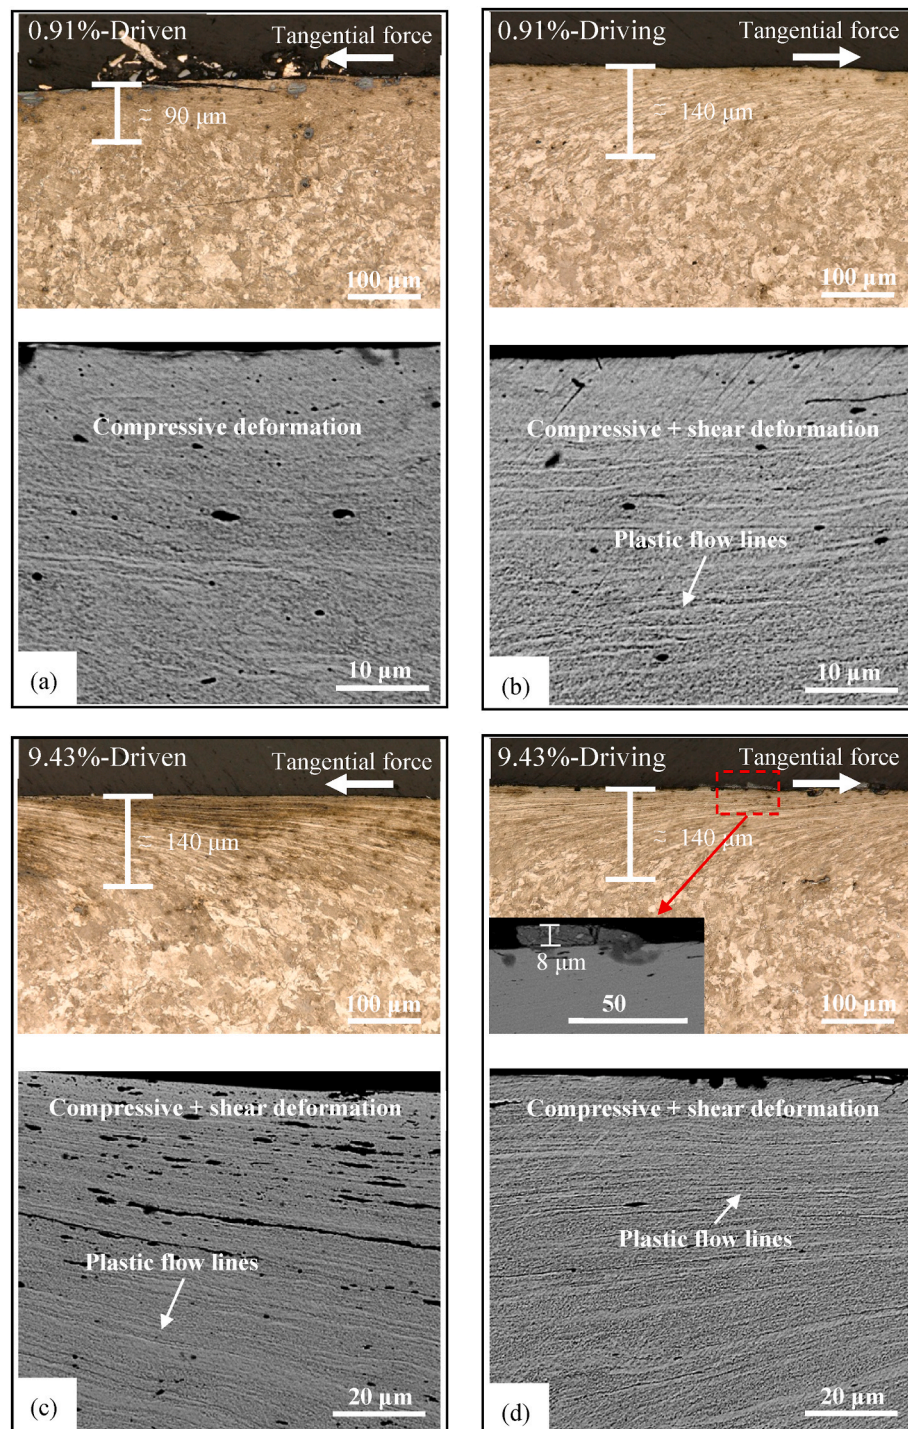 0.91%-Driven
Tangential force
≈ 90 μm
100 μm
Compressive deformation
10 μm
(a)
0.91%-Driving
Tangential force
≈ 140 μm
100 μm
Compressive + shear deformation
Plastic flow lines
10 μm
(b)
9.43%-Driven
Tangential force
≈ 140 μm
100 μm
Compressive + shear deformation
Plastic flow lines
20 μm
(c)
9.43%-Driving
Tangential force
≈ 140 μm
8 μm
50
100 μm
Compressive + shear deformation
Plastic flow lines
20 μm
(d)